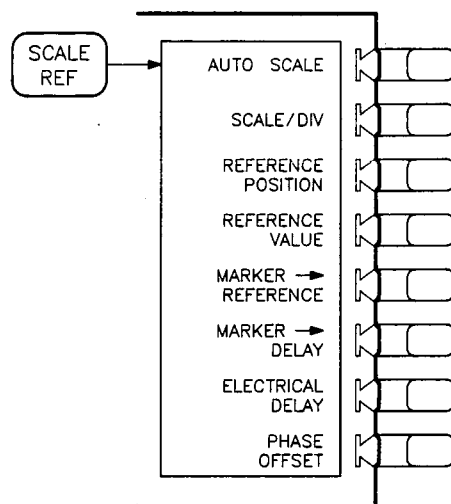 SCALE
REF
AUTO SCALE
SCALE/DIV
REFERENCE
POSITION
REFERENCE
VALUE
MARKER →
REFERENCE
MARKER →
DELAY
ELECTRICAL
DELAY
PHASE
OFFSET